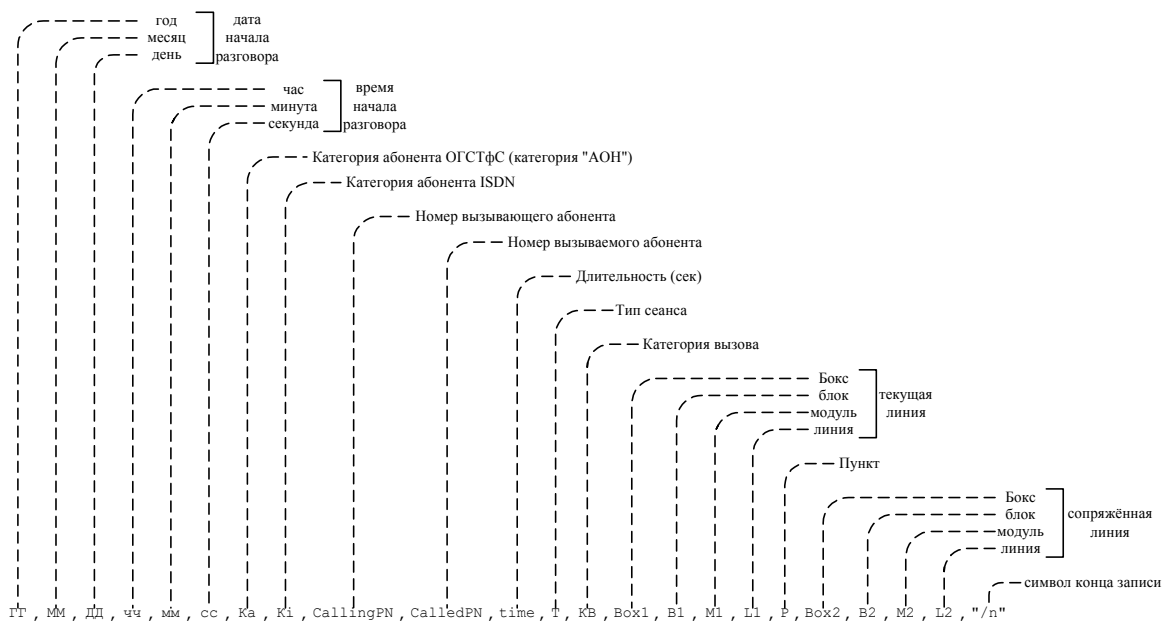 год
месяц
день
дата
начала
разговора
час
минута
секунда
время
начала
разговора
Категория абонента ОГСТфС (категория "АОН")
Категория абонента ISDN
Номер вызывающего абонента
Номер вызываемого абонента
Длительность (сек)
Тип сеанса
Категория вызова
Бокс
блок
модуль
линия
текущая
линия
Пункт
Бокс
блок
модуль
линия
сопряжённая
линия
символ конца записи
ГГ , ММ , ДД , чч , мм , сс , Ka , Ki , CallingPN , CalledPN , time , T , KB , Box1 , B1 , M1 , L1 , P , Box2 , B2 , M2 , L2 , "/n"